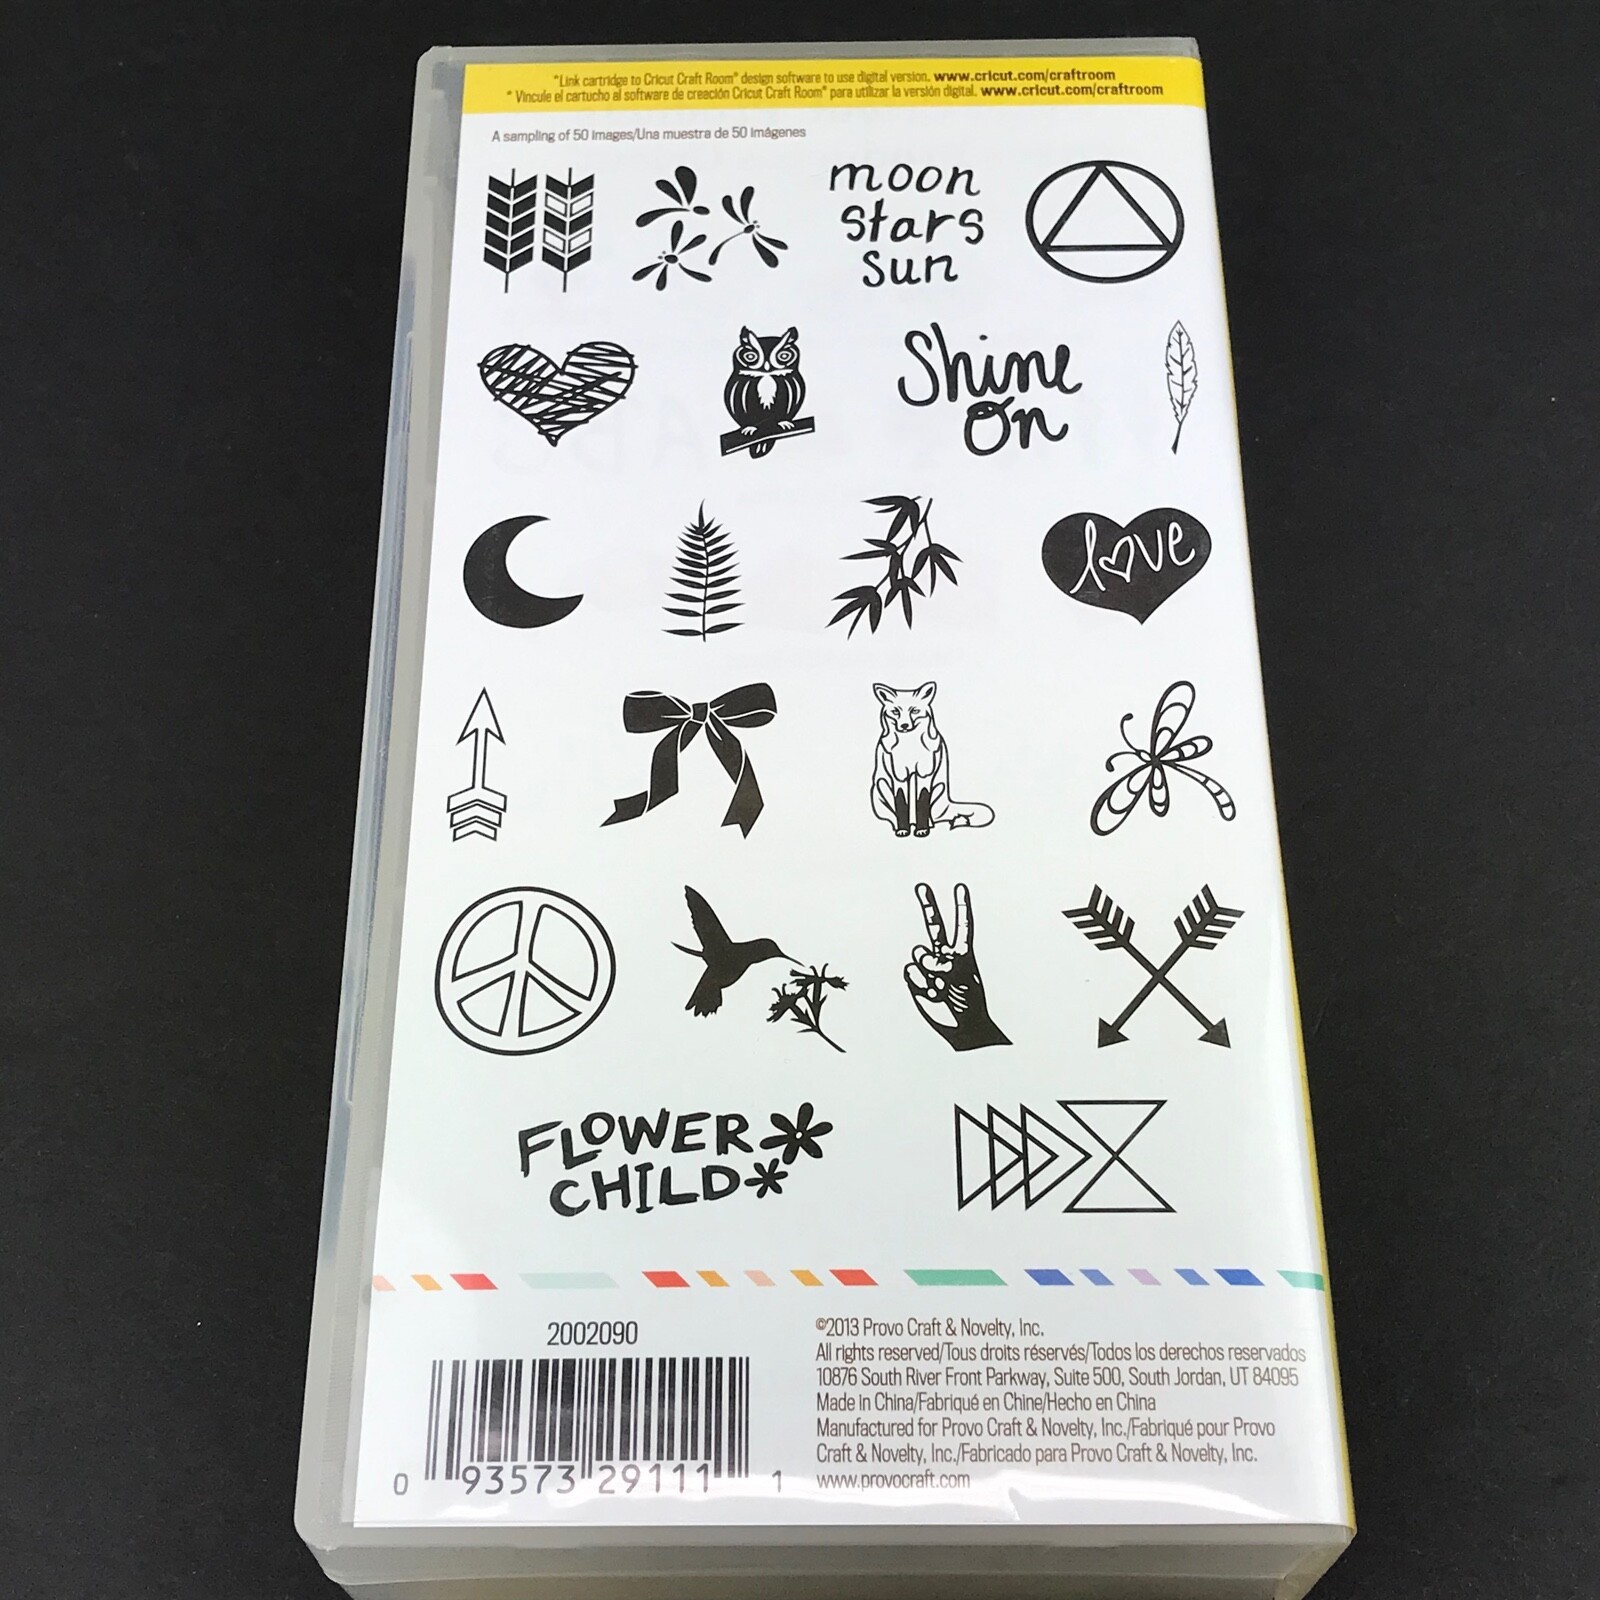 *Link cartridge to Cricut Craft Room® design software to use digital version. www.cricut.com/craftroom
* Vincule el cartucho al software de creación Cricut Craft Room® para utilizar la versión digital. www.cricut.com/craftroom
A sampling of 50 images/Una muestra de 50 imágenes
moon
stars
sun
Shine
On
love
FLOWER
CHILD
2002090
0 93573 29111 1
©2013 Provo Craft & Novelty, Inc.
All rights reserved/Tous droits réservés/Todos los derechos reservados
10876 South River Front Parkway, Suite 500, South Jordan, UT 84095
Made in China/Fabriqué en Chine/Hecho en China
Manufactured for Provo Craft & Novelty, Inc./Fabriqué pour Provo
Craft & Novelty, Inc./Fabricado para Provo Craft & Novelty, Inc.
www.provocraft.com